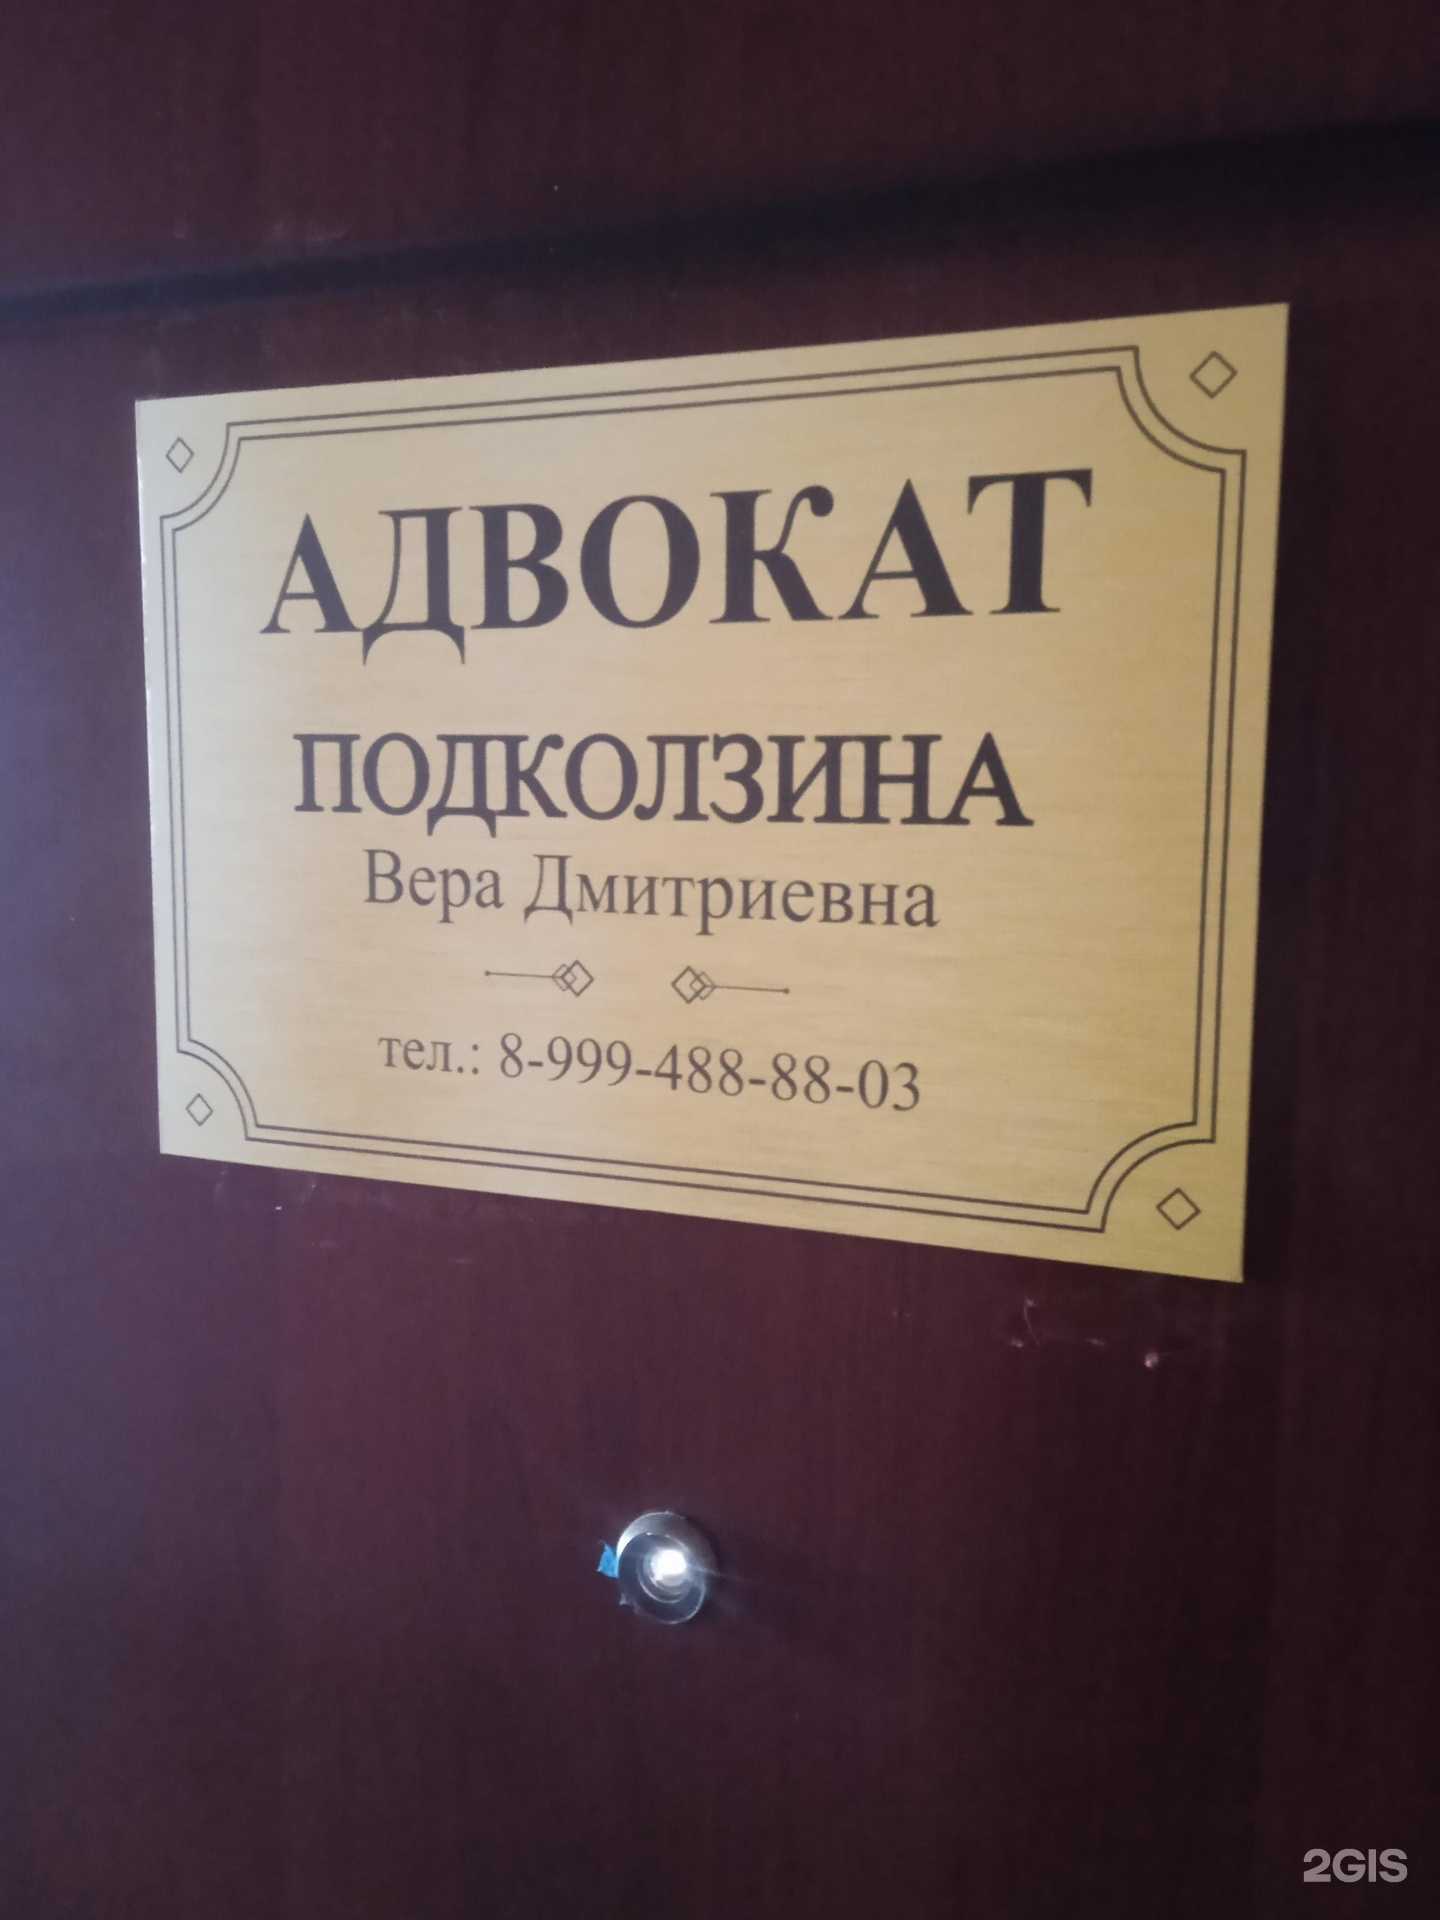 АДВОКАТ
ПОДКОЛЗИНА
Вера Дмитриевна
тел.: 8-999-488-88-03
2GIS